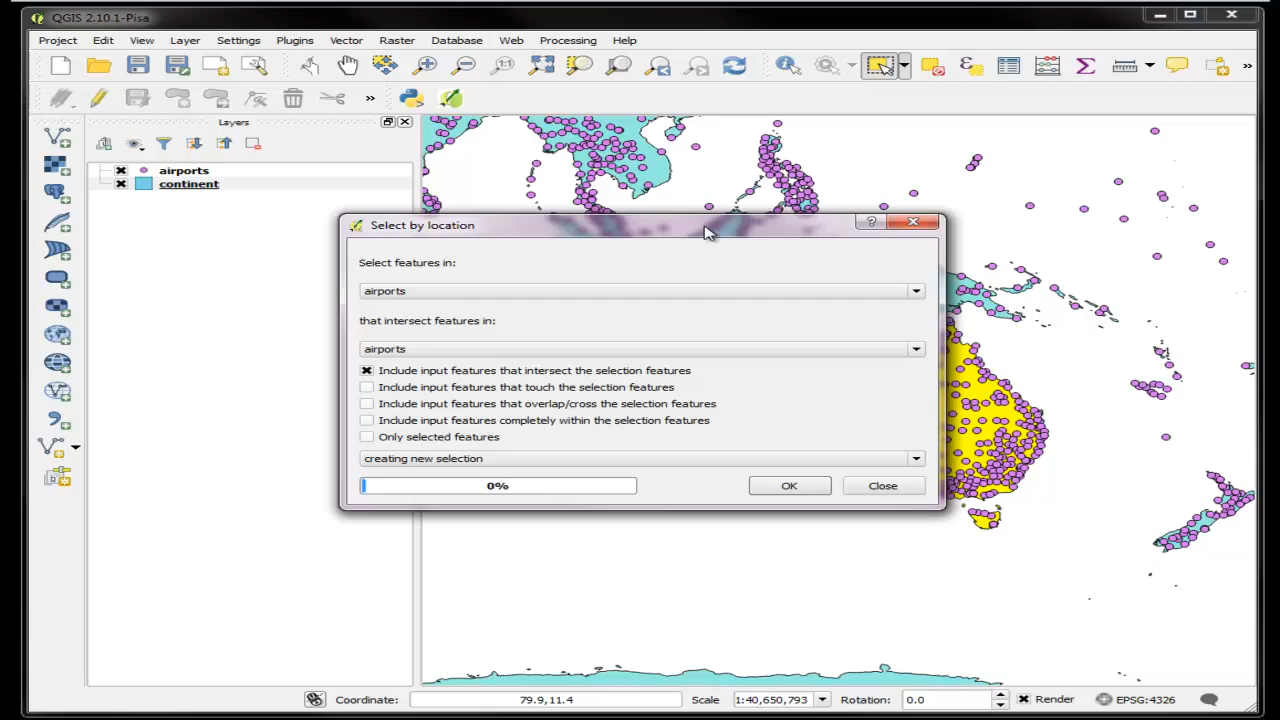 QGIS 2.10.1-Pisa
Project Edit View Layer Settings Plugins Vector Raster Database Web Processing Help
Layers
airports
continent
Select by location
Select features in:
airports
that intersect features in:
airports
Include input features that intersect the selection features
Include input features that touch the selection features
Include input features that overlap/cross the selection features
Include input features completely within the selection features
Only selected features
creating new selection
0% OK Close
Coordinate: 79.9,11.4 Scale 1:40,650,793 Rotation: 0.0 Render EPSG:4326